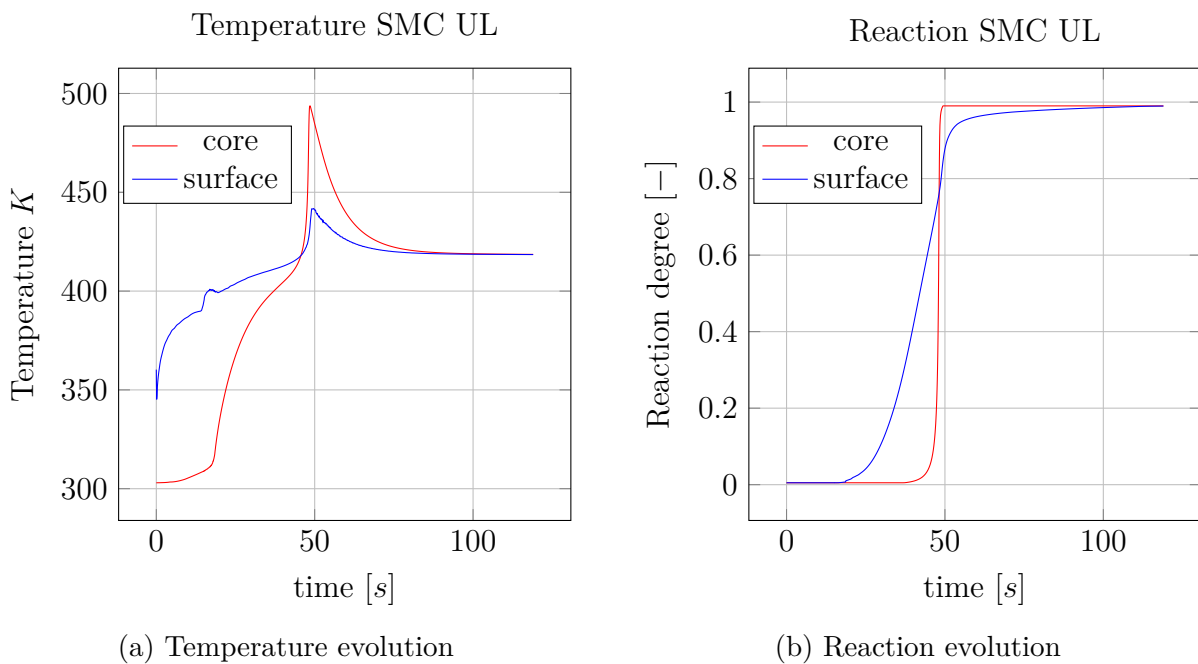 Temperature SMC UL
500
450
400
350
300
0
50
100
Temperature K
time [s]
core
surface
(a) Temperature evolution
Reaction SMC UL
1
0.8
0.6
0.4
0.2
0
0
50
100
Reaction degree [−]
time [s]
core
surface
(b) Reaction evolution